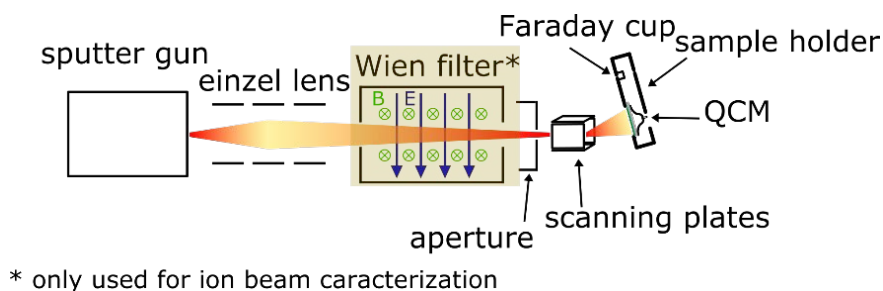 Faraday cup
sputter gun
sample holder
einzel lens
Wien filter*
B E
QCM
scanning plates
aperture
* only used for ion beam caracterization